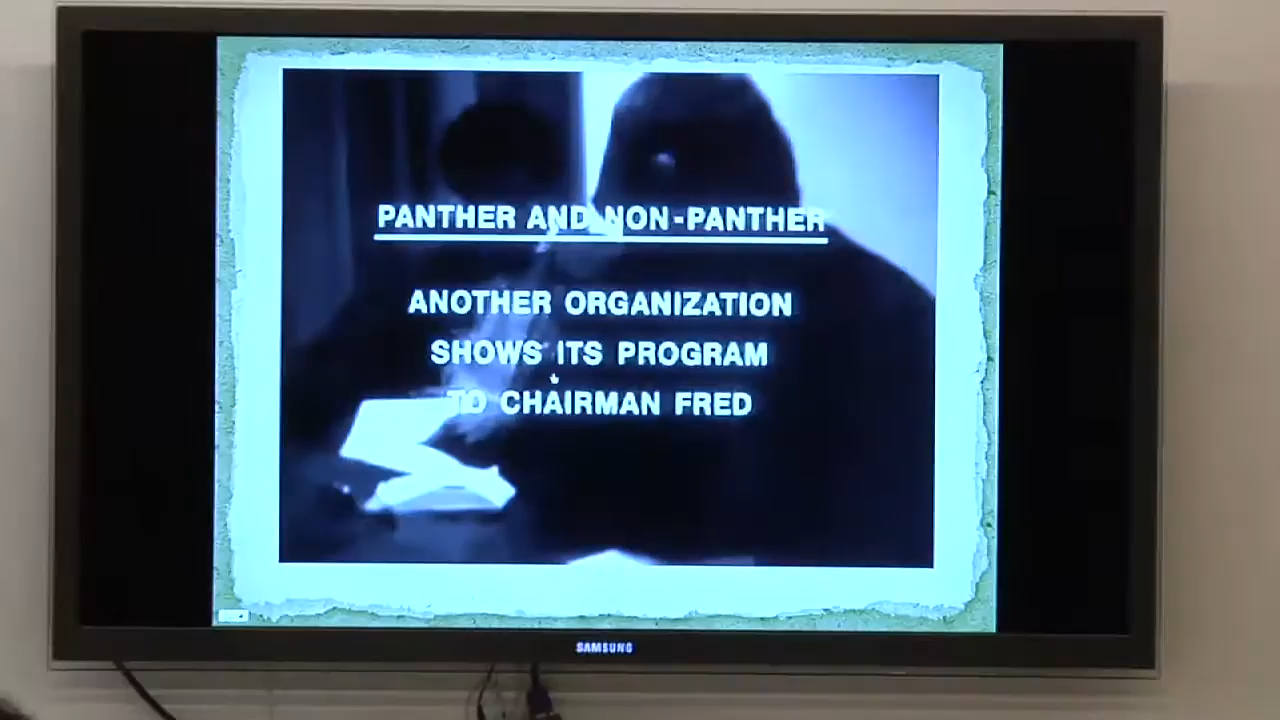 PANTHER AND NON-PANTHER
ANOTHER ORGANIZATION
SHOWS ITS PROGRAM
TO CHAIRMAN FRED
SAMSUNG